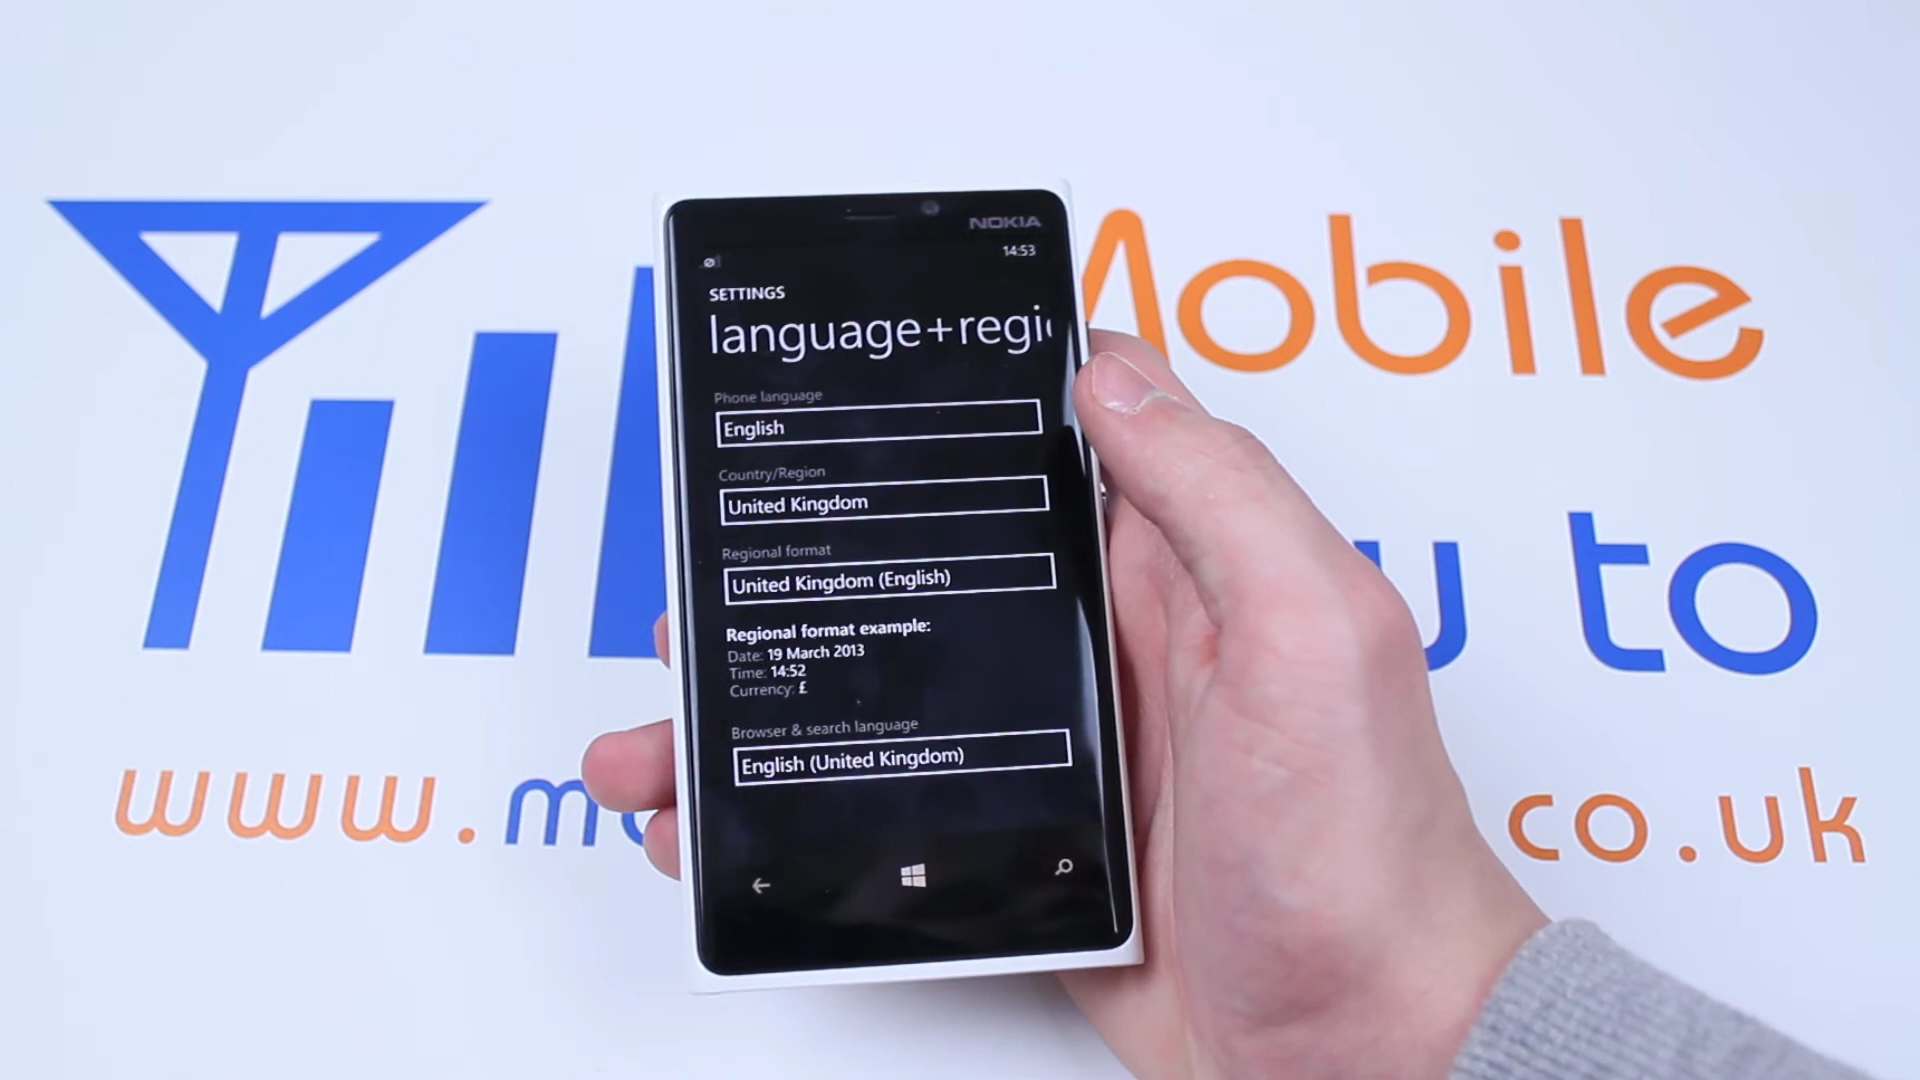 NOKIA
14:53
SETTINGS
language+regi
Phone language
English
Country/Region
United Kingdom
Regional format
United Kingdom (English)
Regional format example:
Date: 19 March 2013
Time: 14:52
Currency: £
Browser & search language
English (United Kingdom)
Mobile
to
www.
co.uk